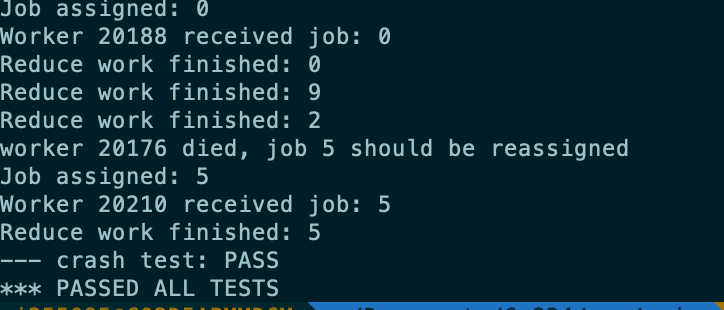 Job assigned: 0
Worker 20188 received job: 0
Reduce work finished: 0
Reduce work finished: 9
Reduce work finished: 2
worker 20176 died, job 5 should be reassigned
Job assigned: 5
Worker 20210 received job: 5
Reduce work finished: 5
--- crash test: PASS
*** PASSED ALL TESTS